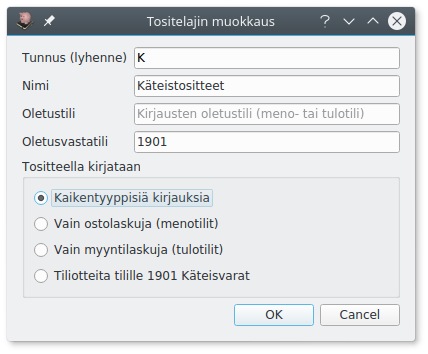 Tositelajin muokkaus
Tunnus (lyhenne) K
Nimi Käteistositteet
Oletustili Kirjausten oletustili (meno- tai tulotili)
Oletusvastatili 1901
Tositteella kirjataan
Kaikentyyppisiä kirjauksia
Vain ostolaskuja (menotilit)
Vain myyntilaskuja (tulotilit)
Tiliotteita tilille 1901 Käteisvarat
OK Cancel